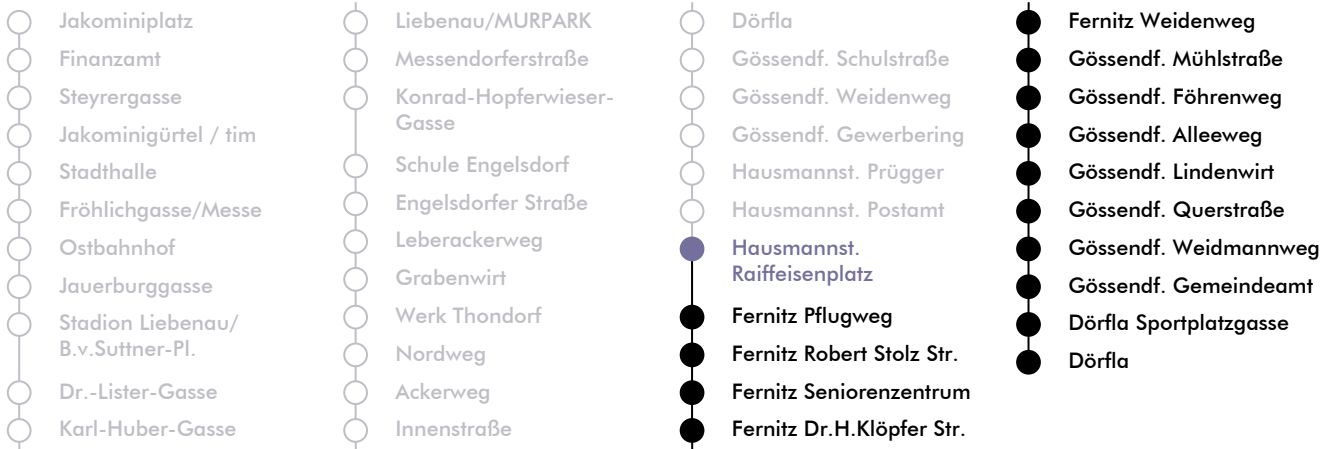 Jakominiplatz
Finanzamt
Steyrergasse
Jakominigürtel / tim
Stadthalle
Fröhlichgasse/Messe
Ostbahnhof
Jauerburggasse
Stadion Liebenau/
B.v.Suttner-Pl.
Dr.-Lister-Gasse
Karl-Huber-Gasse
Liebenau/MURPARK
Messendorferstraße
Konrad-Hopferwieser-
Gasse
Schule Engelsdorf
Engelsdorfer Straße
Leberackerweg
Grabenwirt
Werk Thondorf
Nordweg
Ackerweg
Innenstraße
Dörfla
Gössendf. Schulstraße
Gössendf. Weidenweg
Gössendf. Gewerbering
Hausmannst. Prügger
Hausmannst. Postamt
Hausmannst.
Raiffeisenplatz
Fernitz Pflugweg
Fernitz Robert Stolz Str.
Fernitz Seniorenzentrum
Fernitz Dr.H.Klöpfer Str.
Fernitz Weidenweg
Gössendf. Mühlstraße
Gössendf. Föhrenweg
Gössendf. Alleeweg
Gössendf. Lindenwirt
Gössendf. Querstraße
Gössendf. Weidmannweg
Gössendf. Gemeindeamt
Dörfla Sportplatzgasse
Dörfla